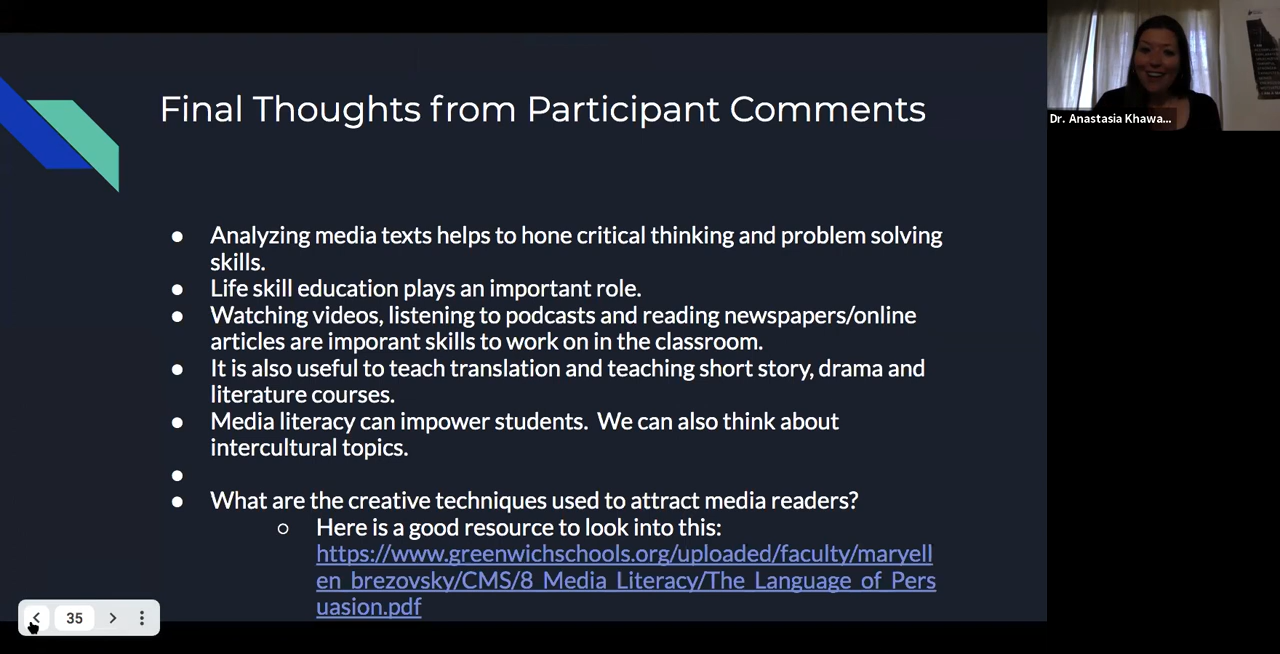 Final Thoughts from Participant Comments
Dr. Anastasia Khawa...
● Analyzing media texts helps to hone critical thinking and problem solving
skills.
● Life skill education plays an important role.
● Watching videos, listening to podcasts and reading newspapers/online
articles are imporant skills to work on in the classroom.
● It is also useful to teach translation and teaching short story, drama and
literature courses.
● Media literacy can impower students.  We can also think about
intercultural topics.
●
● What are the creative techniques used to attract media readers?
○ Here is a good resource to look into this:
https://www.greenwichschools.org/uploaded/faculty/maryell
en_brezovsky/CMS/8_Media_Literacy/The_Language_of_Pers
uasion.pdf
35